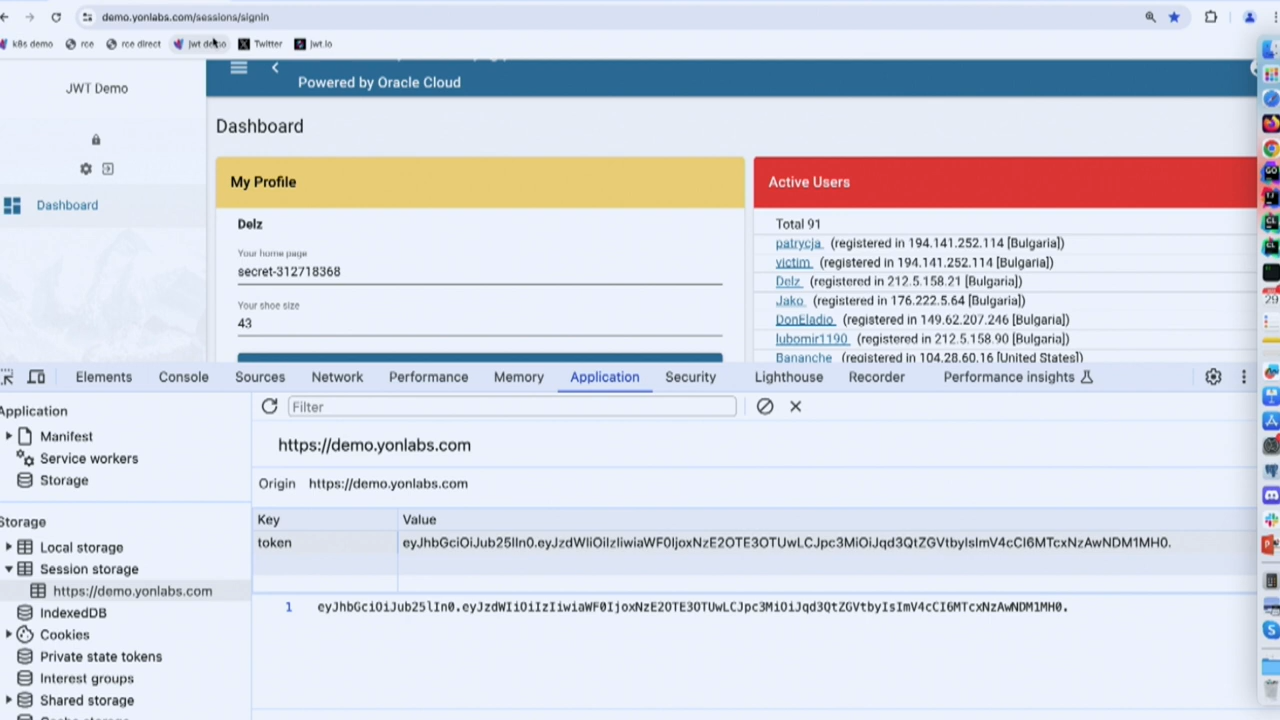 demo.yonlabs.com/sessions/signin
k8s demo
rce
rce direct
jwt demo
Twitter
jwt.io
JWT Demo
Powered by Oracle Cloud
Dashboard
Dashboard
My Profile
Delz
Your home page
secret-312718368
Your shoe size
43
Active Users
Total 91
patrycja (registered in 194.141.252.114 [Bulgaria])
victim (registered in 194.141.252.114 [Bulgaria])
Delz (registered in 212.5.158.21 [Bulgaria])
Jako (registered in 176.222.5.64 [Bulgaria])
DonEladio (registered in 149.62.207.246 [Bulgaria])
lubomir1190 (registered in 212.5.158.90 [Bulgaria])
Bananche (registered in 104.28.60.16 [United States])
Elements Console Sources Network Performance Memory Application Security Lighthouse Recorder Performance insights
Application
Manifest
Service workers
Storage
Storage
Local storage
Session storage
https://demo.yonlabs.com
IndexedDB
Cookies
Private state tokens
Interest groups
Shared storage
Filter
https://demo.yonlabs.com
Origin https://demo.yonlabs.com
Key Value
token eyJhbGciOiJub25lIn0.eyJzdWIiOiIzIiwiaWF0IjoxNzE2OTE3OTUwLCJpc3MiOiJqd3QtZGVtbyIsImV4cCI6MTcxNzAwNDM1MH0.
1 eyJhbGciOiJub25lIn0.eyJzdWIiOiIzIiwiaWF0IjoxNzE2OTE3OTUwLCJpc3MiOiJqd3QtZGVtbyIsImV4cCI6MTcxNzAwNDM1MH0.
29